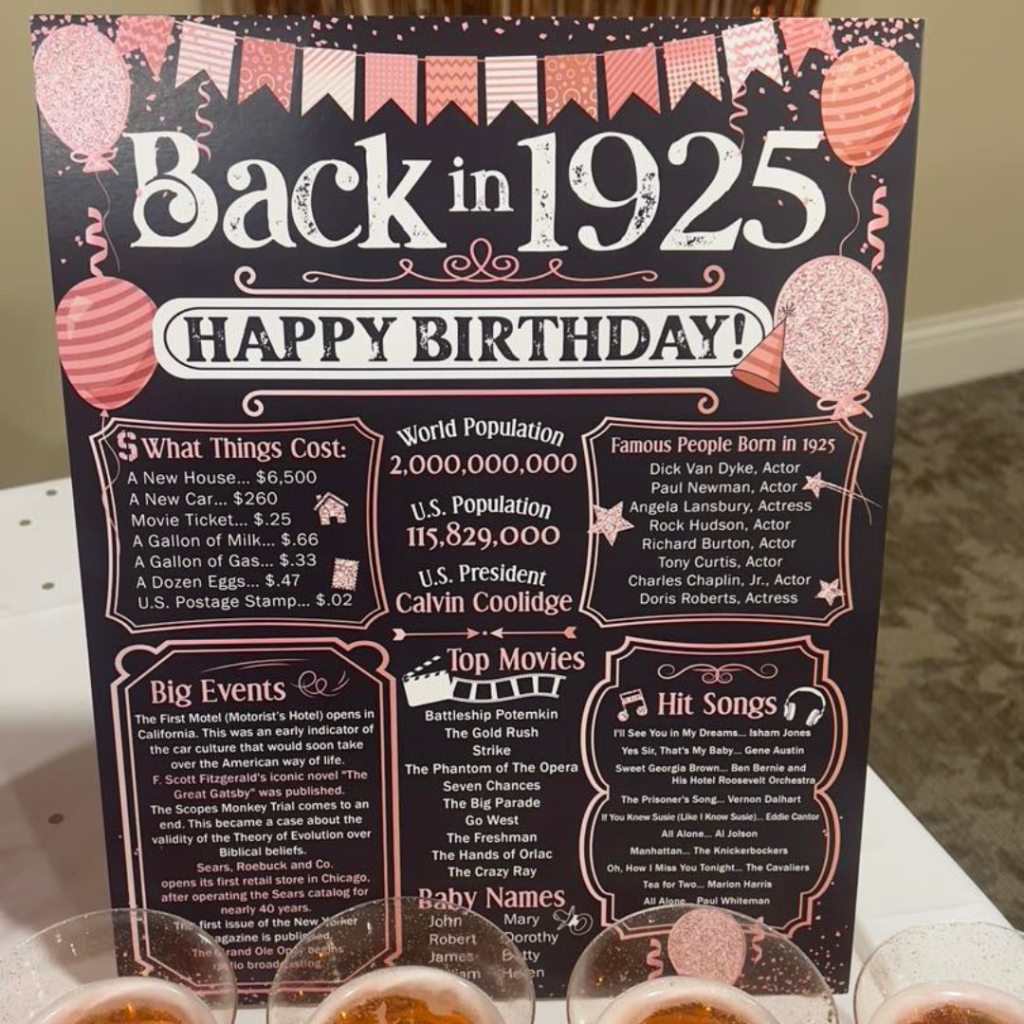 Back in 1925
HAPPY BIRTHDAY!
$ What Things Cost:
A New House... $6,500
A New Car... $260
Movie Ticket... $.25
A Gallon of Milk... $.66
A Gallon of Gas... $.33
A Dozen Eggs... $.47
U.S. Postage Stamp... $.02
World Population
2,000,000,000
U.S. Population
115,829,000
U.S. President
Calvin Coolidge
Famous People Born in 1925
Dick Van Dyke, Actor
Paul Newman, Actor
Angela Lansbury, Actress
Rock Hudson, Actor
Richard Burton, Actor
Tony Curtis, Actor
Charles Chaplin, Jr., Actor
Doris Roberts, Actress
Big Events
The First Motel (Motorist's Hotel) opens in
California. This was an early indicator of
the car culture that would soon take
over the American way of life.
F. Scott Fitzgerald's iconic novel "The
Great Gatsby" was published.
The Scopes Monkey Trial comes to an
end. This became a case about the
validity of the Theory of Evolution over
Biblical beliefs.
Sears, Roebuck and Co.
opens its first retail store in Chicago,
after operating the Sears catalog for
nearly 40 years.
The first issue of the New Yorker
magazine is published.
The Grand Ole Opry begins
radio broadcasting.
Top Movies
Battleship Potemkin
The Gold Rush
Strike
The Phantom of The Opera
Seven Chances
The Big Parade
Go West
The Freshman
The Hands of Orlac
The Crazy Ray
Baby Names
John Mary
Robert Dorothy
James Betty
William Helen
Hit Songs
I'll See You in My Dreams... Isham Jones
Yes Sir, That's My Baby... Gene Austin
Sweet Georgia Brown... Ben Bernie and
His Hotel Roosevelt Orchestra
The Prisoner's Song... Vernon Dalhart
If You Knew Susie (Like I Know Susie)... Eddie Cantor
All Alone... Al Jolson
Manhattan... The Knickerbockers
Oh, How I Miss You Tonight... The Cavaliers
Tea for Two... Marion Harris
All Alone... Paul Whiteman